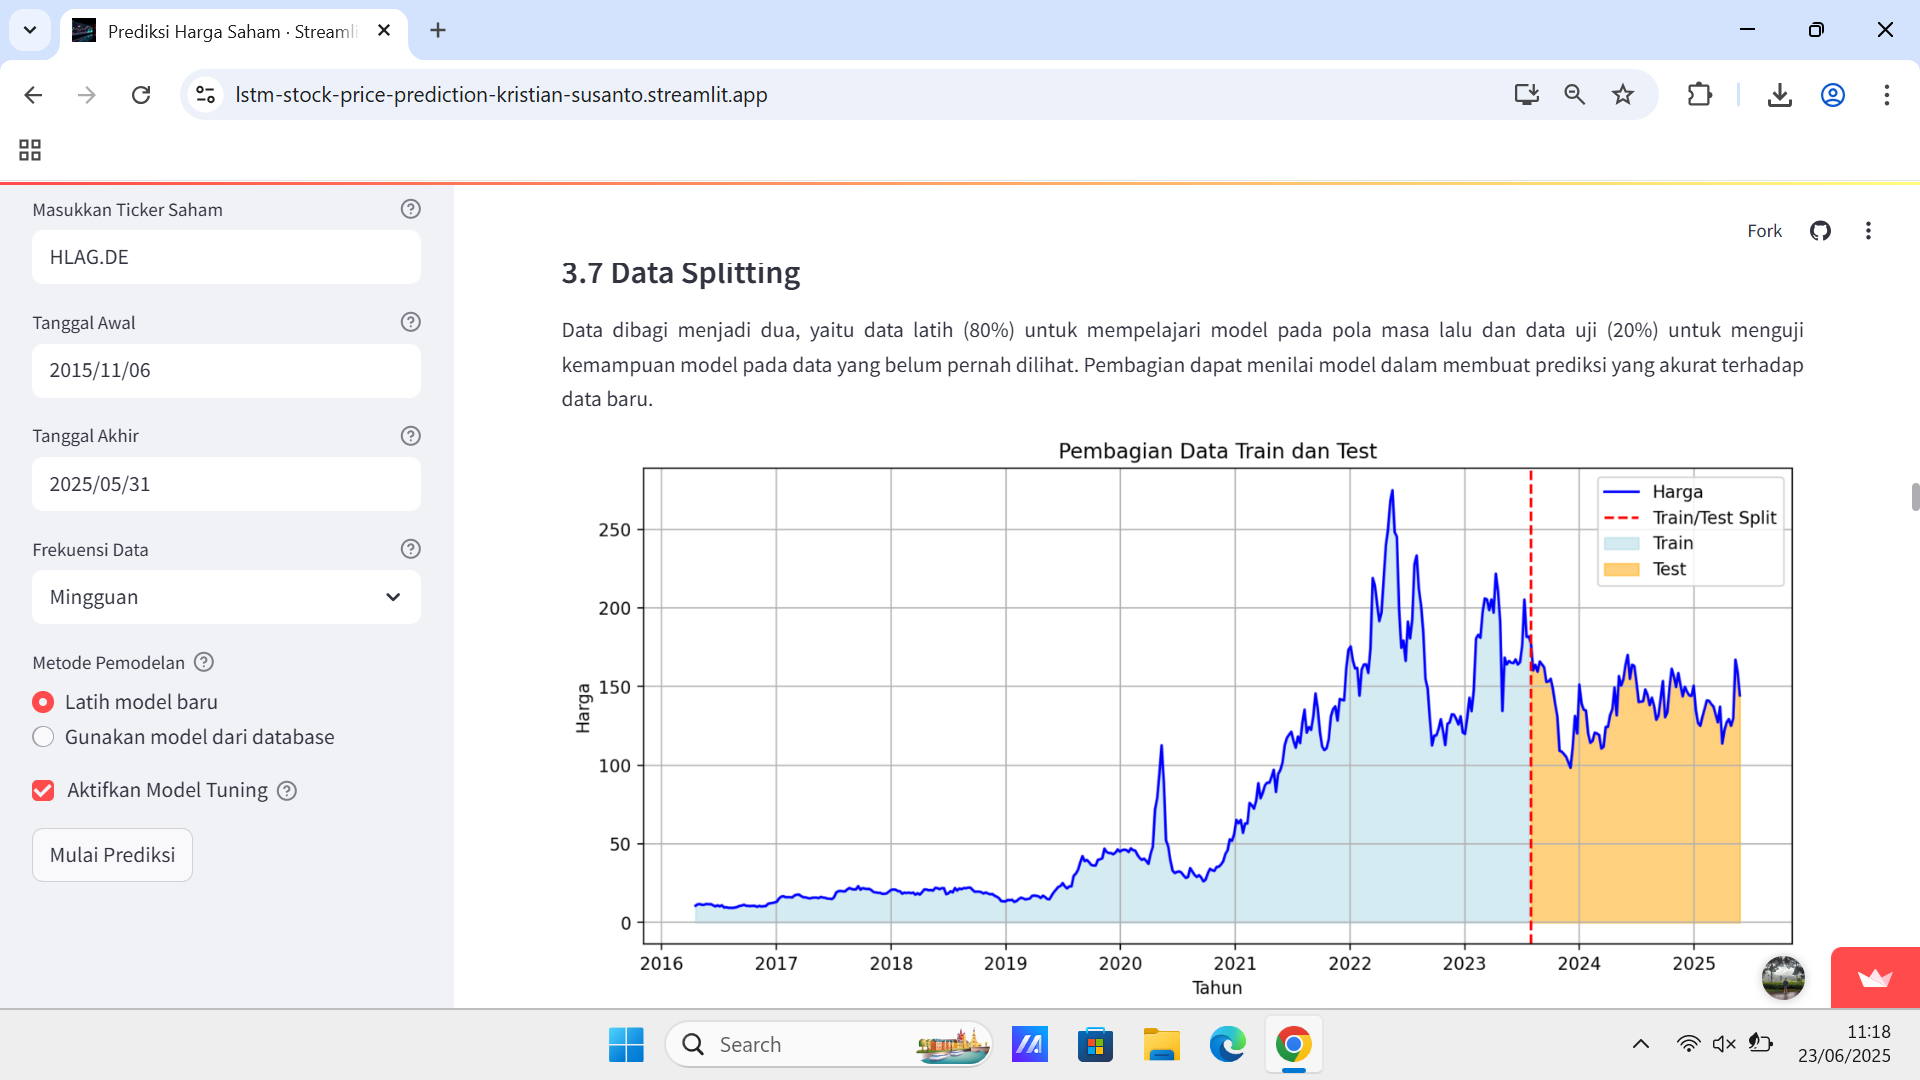 Prediksi Harga Saham · Streamli
lstm-stock-price-prediction-kristian-susanto.streamlit.app
Masukkan Ticker Saham
HLAG.DE
Tanggal Awal
2015/11/06
Tanggal Akhir
2025/05/31
Frekuensi Data
Mingguan
Metode Pemodelan
Latih model baru
Gunakan model dari database
Aktifkan Model Tuning
Mulai Prediksi
Fork
3.7 Data Splitting
Data dibagi menjadi dua, yaitu data latih (80%) untuk mempelajari model pada pola masa lalu dan data uji (20%) untuk menguji
kemampuan model pada data yang belum pernah dilihat. Pembagian dapat menilai model dalam membuat prediksi yang akurat terhadap
data baru.
Pembagian Data Train dan Test
Harga
Train/Test Split
Train
Test
250
200
150
100
50
0
Harga
2016 2017 2018 2019 2020 2021 2022 2023 2024 2025
Tahun
Search
11:18
23/06/2025